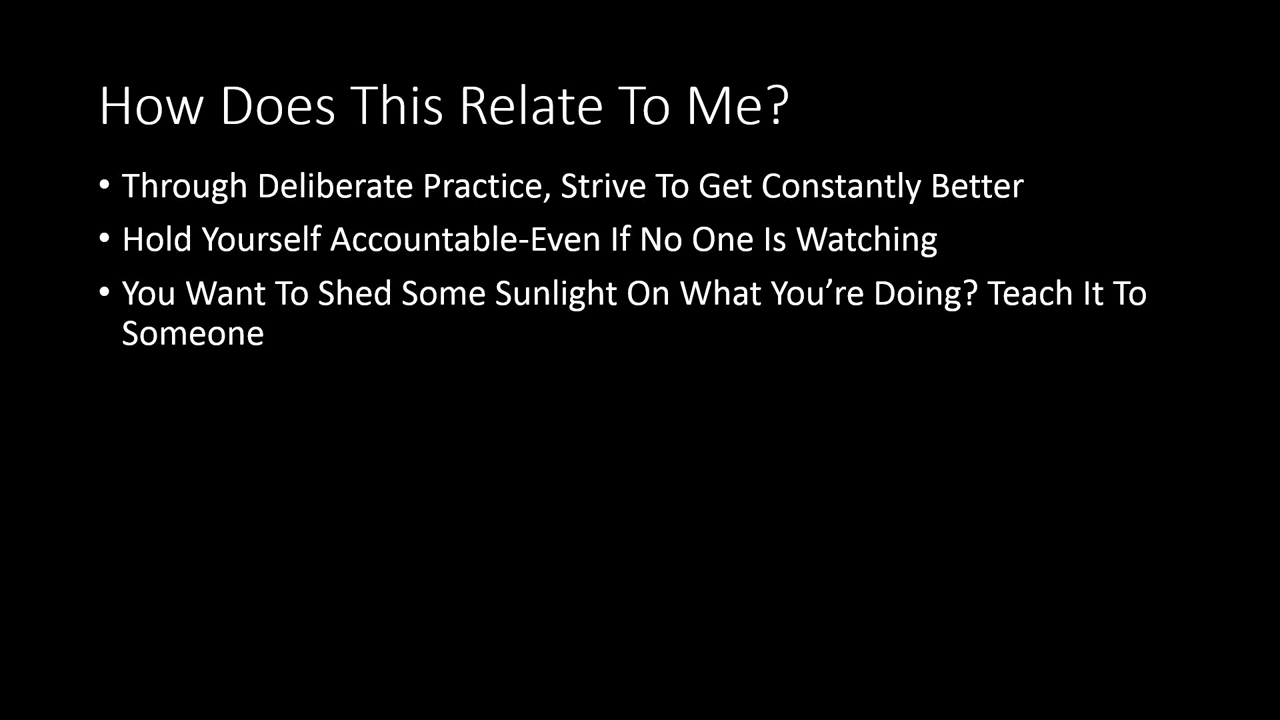 How Does This Relate To Me?
• Through Deliberate Practice, Strive To Get Constantly Better
• Hold Yourself Accountable-Even If No One Is Watching
• You Want To Shed Some Sunlight On What You’re Doing? Teach It To
Someone